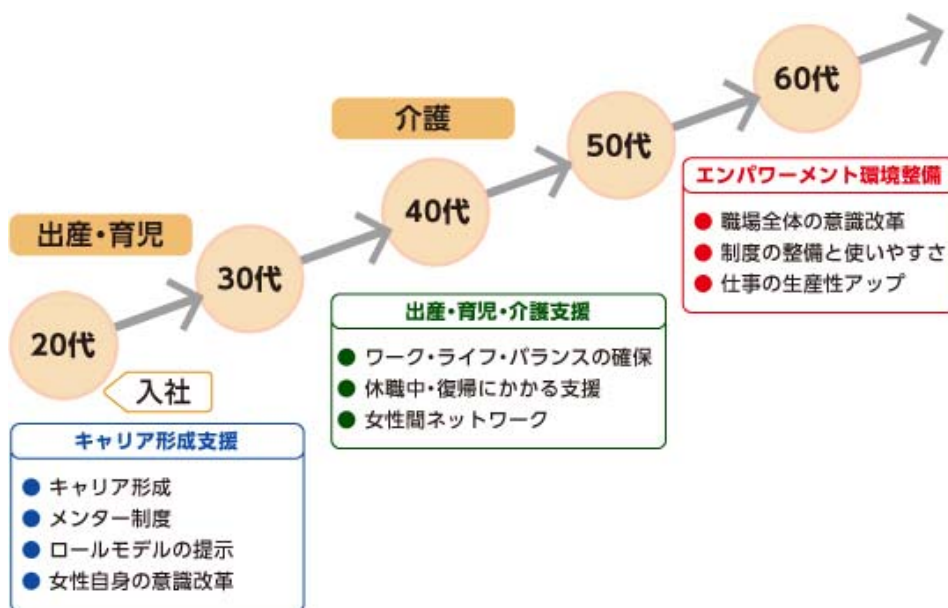 60代
50代
介護
40代
出産・育児
30代
20代
入社
キャリア形成支援
キャリア形成
メンター制度
ロールモデルの提示
女性自身の意識改革
出産・育児・介護支援
ワーク・ライフ・バランスの確保
休職中・復帰にかかる支援
女性間ネットワーク
エンパワーメント環境整備
職場全体の意識改革
制度の整備と使いやすさ
仕事の生産性アップ